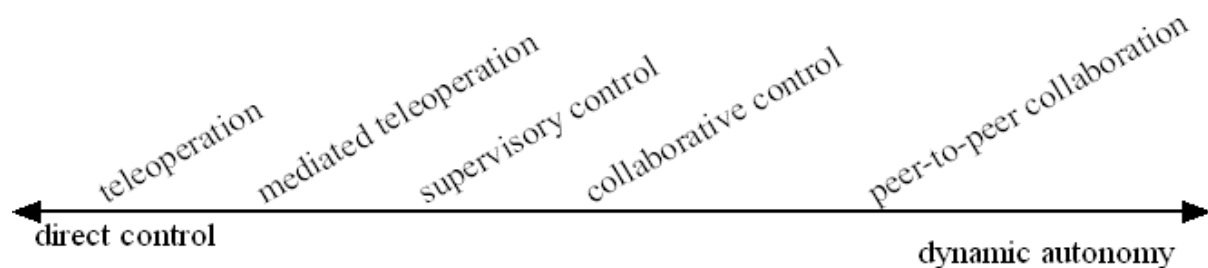 teleoperation
mediated teleoperation
supervisory control
collaborative control
peer-to-peer collaboration
direct control
dynamic autonomy